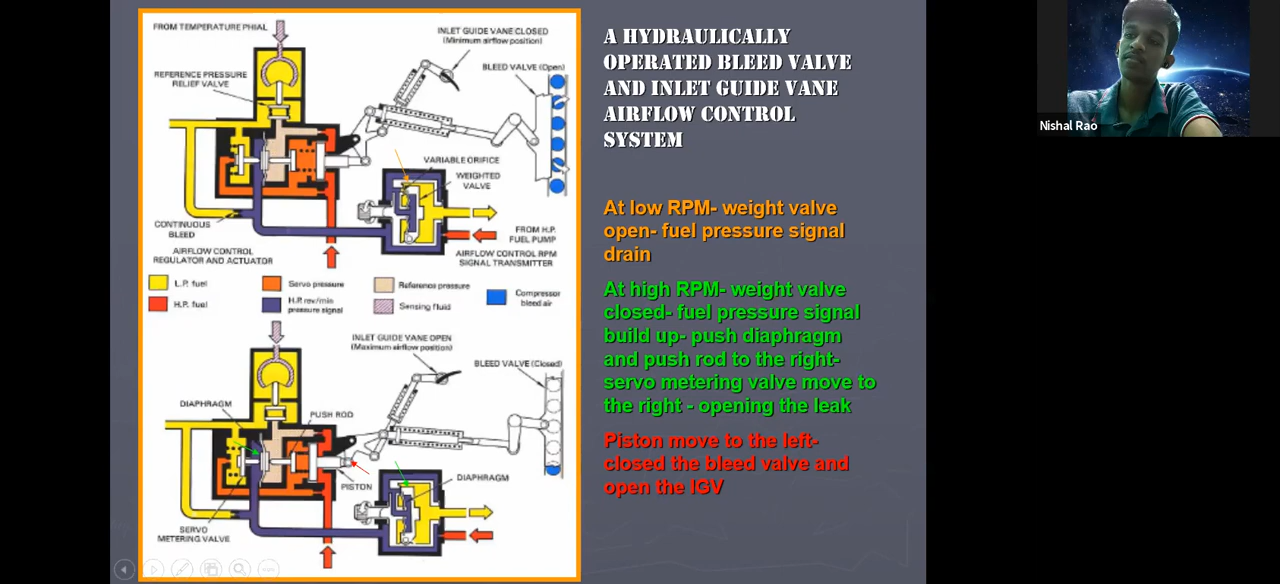 FROM TEMPERATURE PHIAL
INLET GUIDE VANE CLOSED
(Minimum airflow position)
BLEED VALVE (Open)
REFERENCE PRESSURE
RELIEF VALVE
VARIABLE ORIFICE
WEIGHTED
VALVE
CONTINUOUS
BLEED
FROM H.P.
FUEL PUMP
AIRFLOW CONTROL
REGULATOR AND ACTUATOR
AIRFLOW CONTROL RPM
SIGNAL TRANSMITTER
L.P. fuel
Servo pressure
Reference pressure
Compressor
bleed air
H.P. fuel
H.P. rev/min
pressure signal
Sensing fluid
INLET GUIDE VANE OPEN
(Maximum airflow position)
BLEED VALVE (Closed)
DIAPHRAGM
PUSH ROD
PISTON
DIAPHRAGM
SERVO
METERING VALVE
A HYDRAULICALLY
OPERATED BLEED VALVE
AND INLET GUIDE VANE
AIRFLOW CONTROL
SYSTEM
At low RPM- weight valve
open- fuel pressure signal
drain
At high RPM- weight valve
closed- fuel pressure signal
build up- push diaphragm
and push rod to the right-
servo metering valve move to
the right - opening the leak
Piston move to the left-
closed the bleed valve and
open the IGV
Nishal Rao